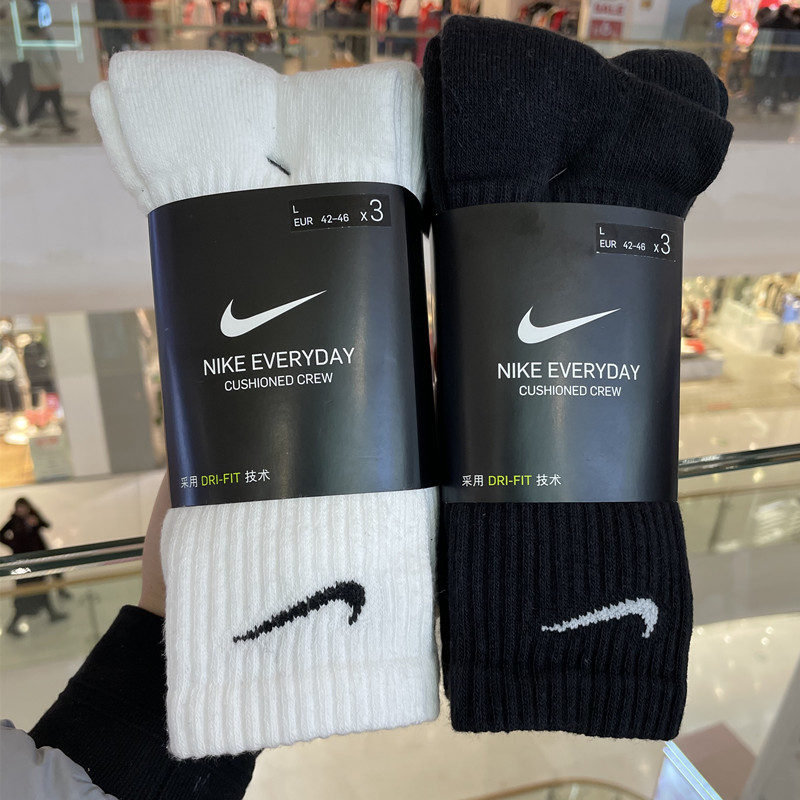 SALE
L
EUR 42-46 x3
NIKE EVERYDAY
CUSHIONED CREW
采用 DRI-FIT 技术
L
EUR 42-46 x3
NIKE EVERYDAY
CUSHIONED CREW
采用 DRI-FIT 技术